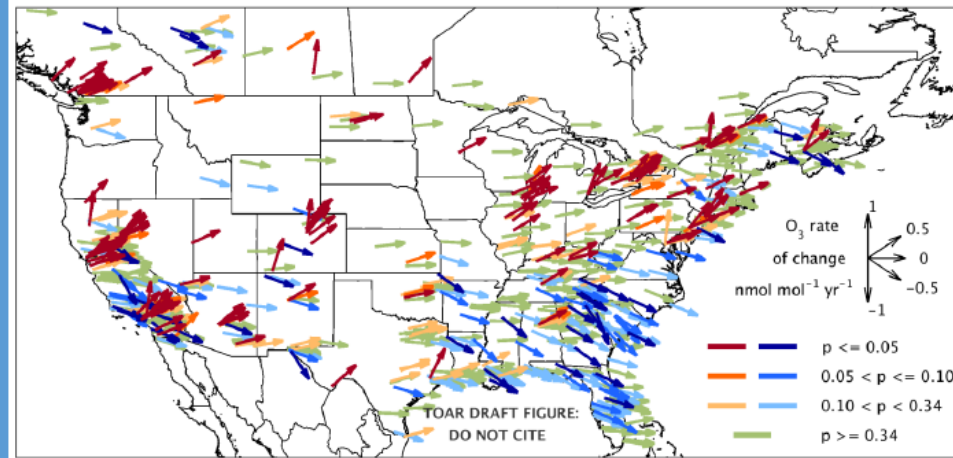 1
O₃ rate
0.5
of change
0
nmol mol⁻¹ yr⁻¹
−0.5
−1
p <= 0.05
0.05 < p <= 0.10
0.10 < p < 0.34
p >= 0.34
TOAR DRAFT FIGURE:
DO NOT CITE